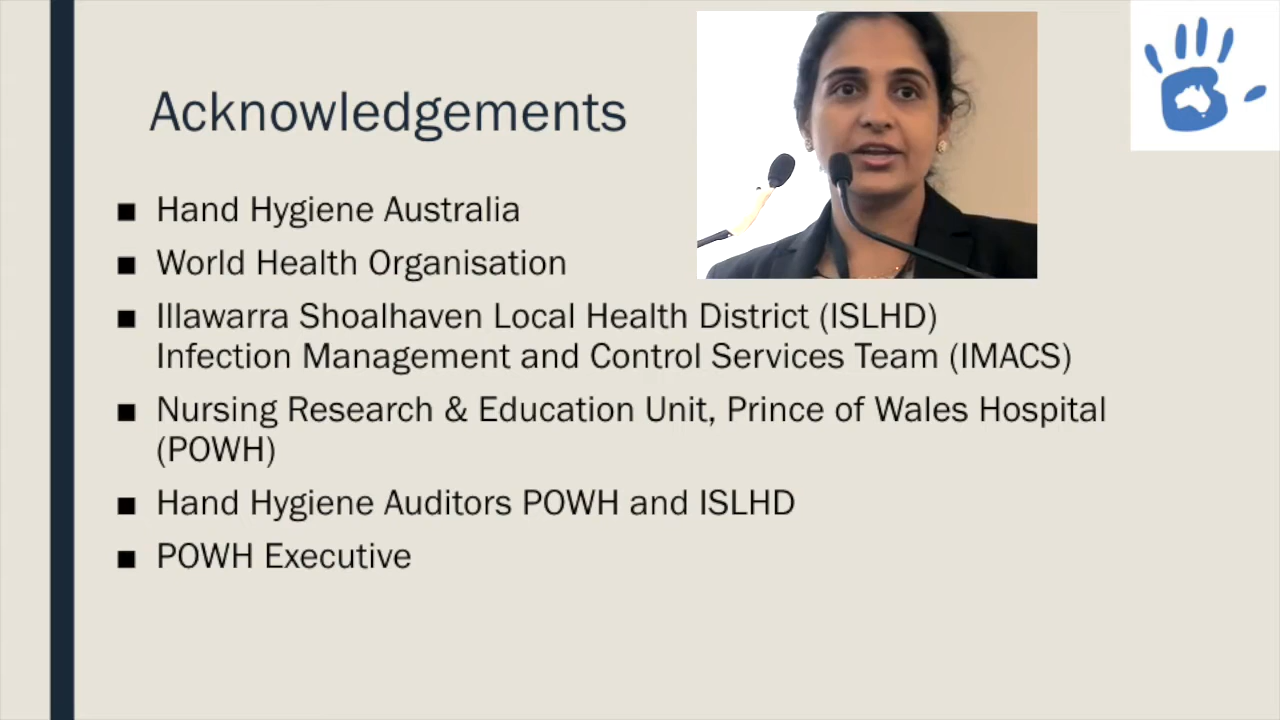 Acknowledgements
■ Hand Hygiene Australia
■ World Health Organisation
■ Illawarra Shoalhaven Local Health District (ISLHD)
Infection Management and Control Services Team (IMACS)
■ Nursing Research & Education Unit, Prince of Wales Hospital
(POWH)
■ Hand Hygiene Auditors POWH and ISLHD
■ POWH Executive